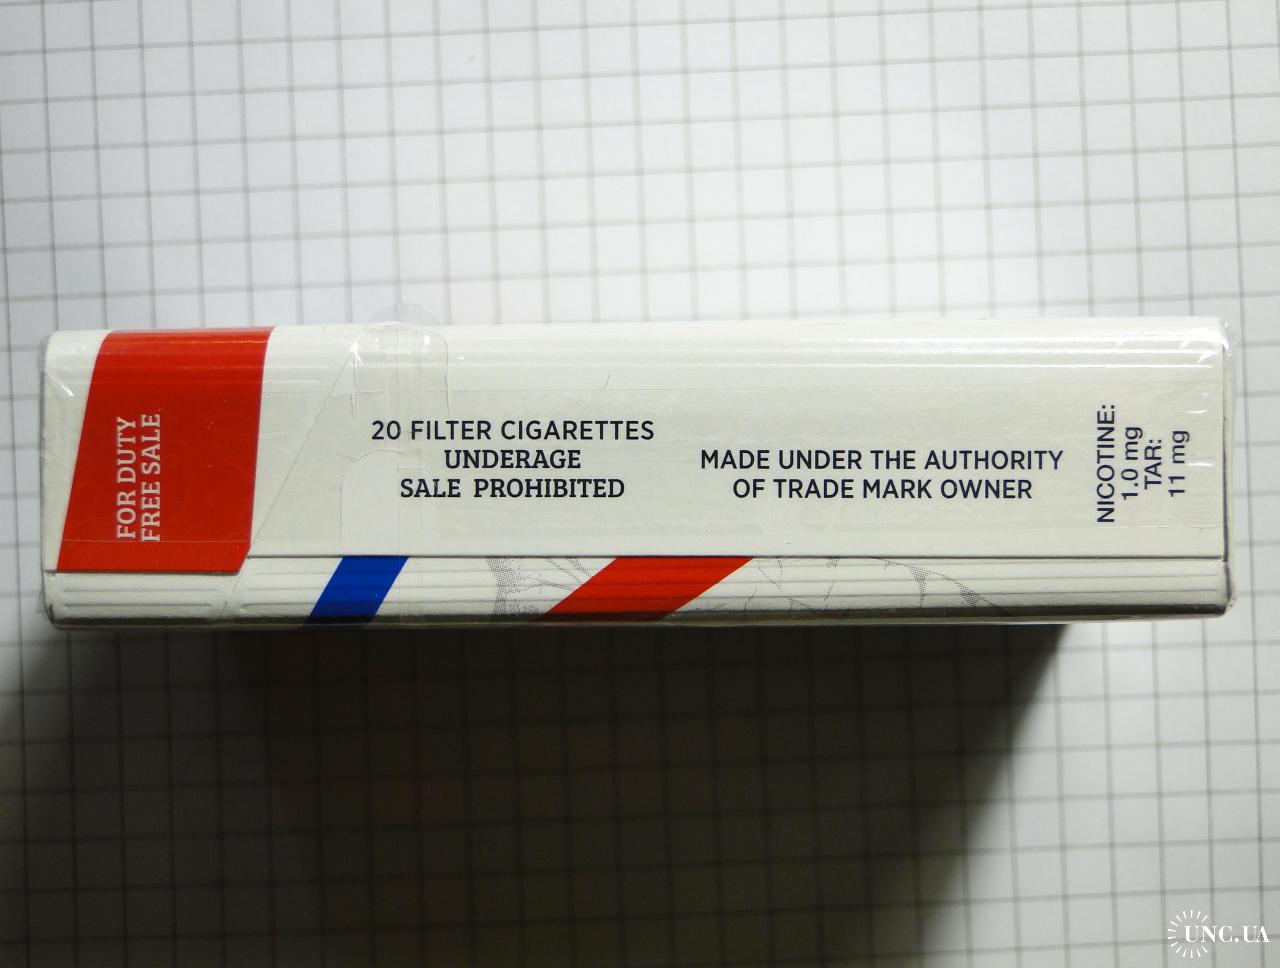 FOR DUTY
FREE SALE
20 FILTER CIGARETTES
UNDERAGE
SALE PROHIBITED
MADE UNDER THE AUTHORITY
OF TRADE MARK OWNER
NICOTINE:
1.0 mg
TAR:
11 mg
UNC.UA